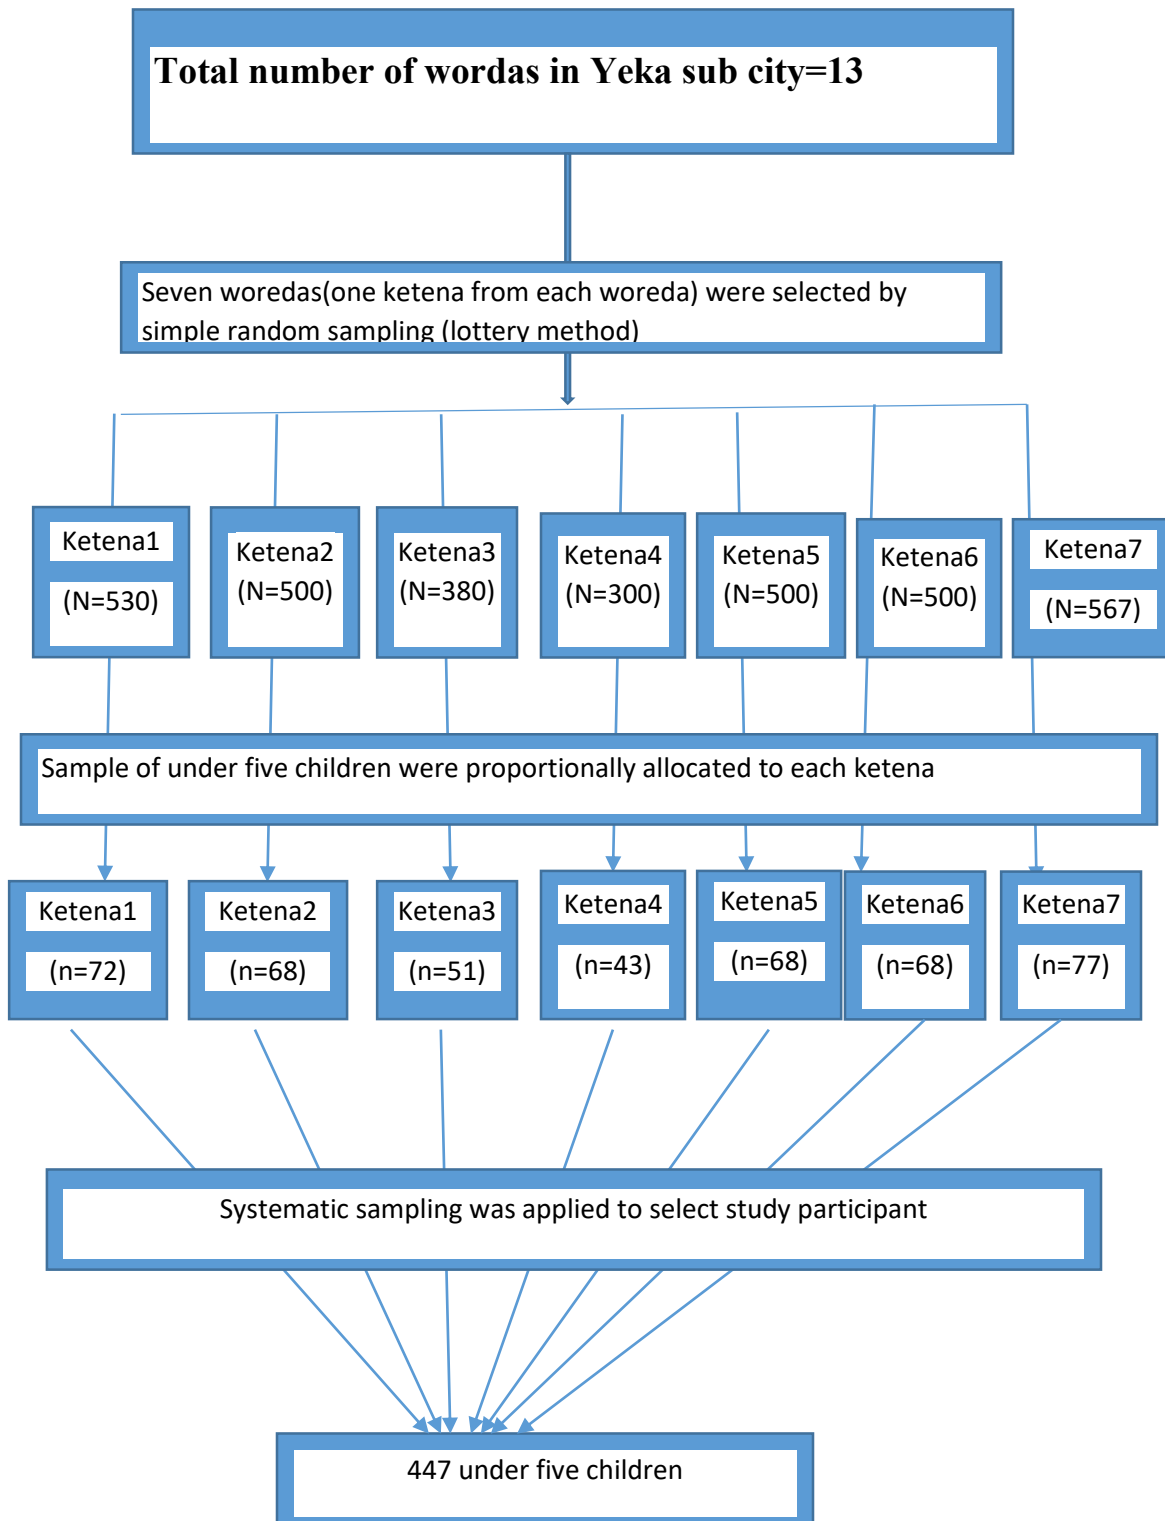 Total number of wordas in Yeka sub city=13
Seven woredas(one ketena from each woreda) were selected by
simple random sampling (lottery method)
Ketena1
(N=530)
Ketena2
(N=500)
Ketena3
(N=380)
Ketena4
(N=300)
Ketena5
(N=500)
Ketena6
(N=500)
Ketena7
(N=567)
Sample of under five children were proportionally allocated to each ketena
Ketena1
(n=72)
Ketena2
(n=68)
Ketena3
(n=51)
Ketena4
(n=43)
Ketena5
(n=68)
Ketena6
(n=68)
Ketena7
(n=77)
Systematic sampling was applied to select study participant
447 under five children